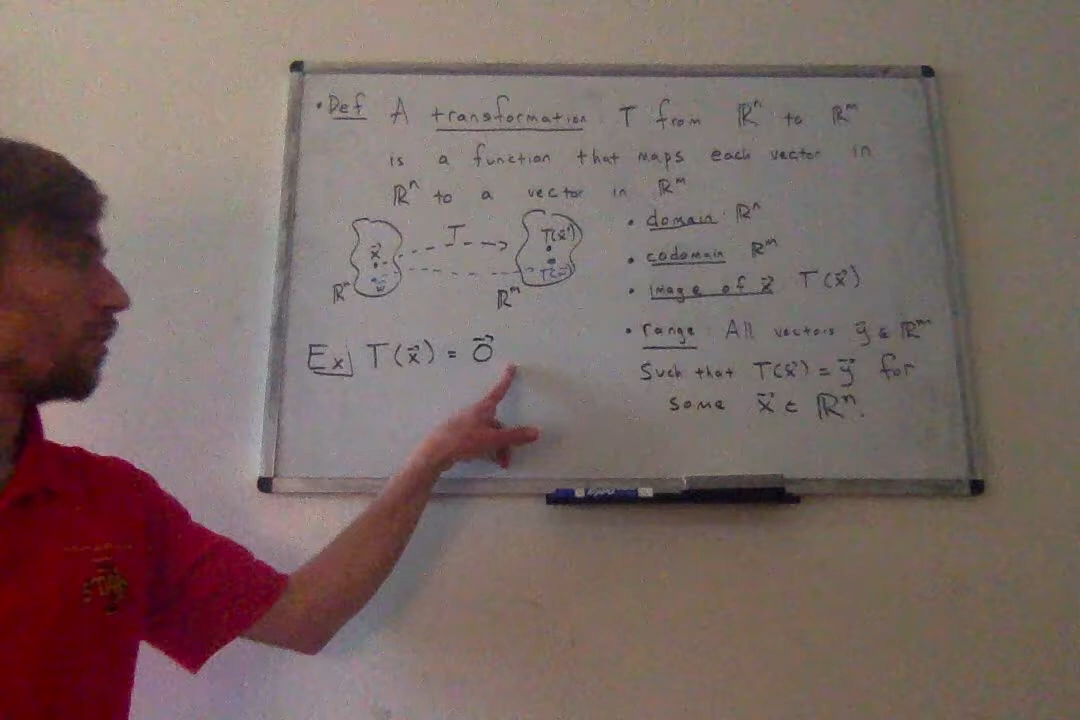 • Def A transformation T from ℝⁿ to ℝᵐ
is a function that maps each vector in
ℝⁿ to a vector in ℝᵐ
T
x⃗
w⃗
ℝⁿ
T(x⃗)
T(w⃗)
ℝᵐ
Ex] T(x⃗) = 0⃗
• domain ℝⁿ
• codomain ℝᵐ
• image of x⃗ T(x⃗)
• range All vectors y⃗ ∈ ℝᵐ
Such that T(x⃗) = y⃗ for
some x⃗ ∈ ℝⁿ.